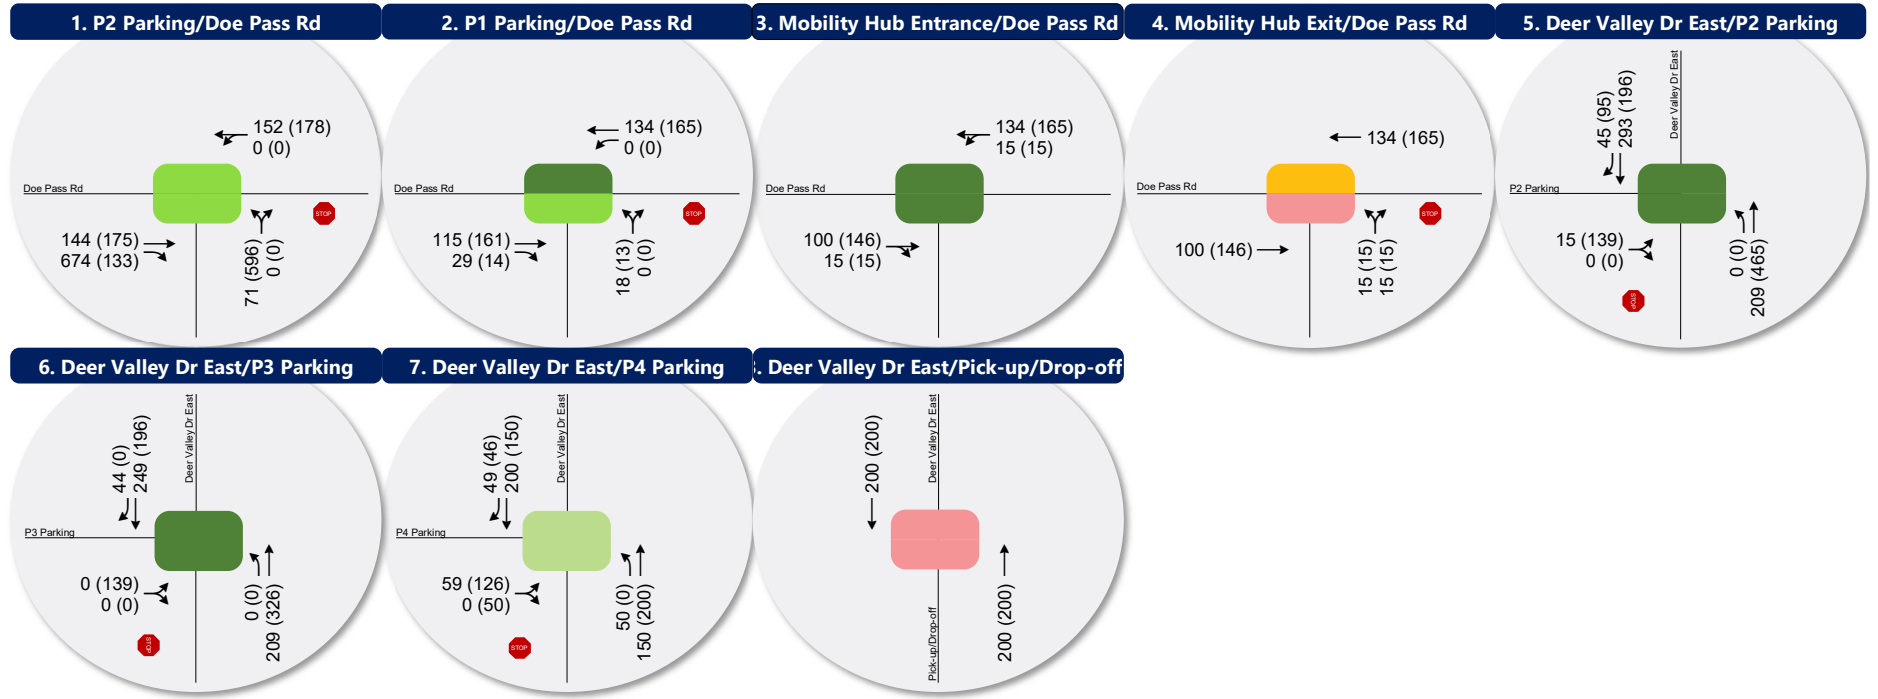 1. P2 Parking/Doe Pass Rd
152 (178)
0 (0)
Doe Pass Rd
STOP
144 (175)
674 (133)
71 (596)
0 (0)
2. P1 Parking/Doe Pass Rd
134 (165)
0 (0)
Doe Pass Rd
STOP
115 (161)
29 (14)
18 (13)
0 (0)
3. Mobility Hub Entrance/Doe Pass Rd
134 (165)
15 (15)
Doe Pass Rd
100 (146)
15 (15)
4. Mobility Hub Exit/Doe Pass Rd
134 (165)
Doe Pass Rd
STOP
100 (146)
15 (15)
15 (15)
5. Deer Valley Dr East/P2 Parking
Deer Valley Dr East
45 (95)
293 (196)
P2 Parking
15 (139)
0 (0)
0 (0)
209 (465)
STOP
6. Deer Valley Dr East/P3 Parking
Deer Valley Dr East
44 (0)
249 (196)
P3 Parking
0 (139)
0 (0)
0 (0)
209 (326)
STOP
7. Deer Valley Dr East/P4 Parking
Deer Valley Dr East
49 (46)
200 (150)
P4 Parking
59 (126)
0 (50)
50 (0)
150 (200)
STOP
. Deer Valley Dr East/Pick-up/Drop-off
Deer Valley Dr East
200 (200)
200 (200)
Pick-up/Drop-off